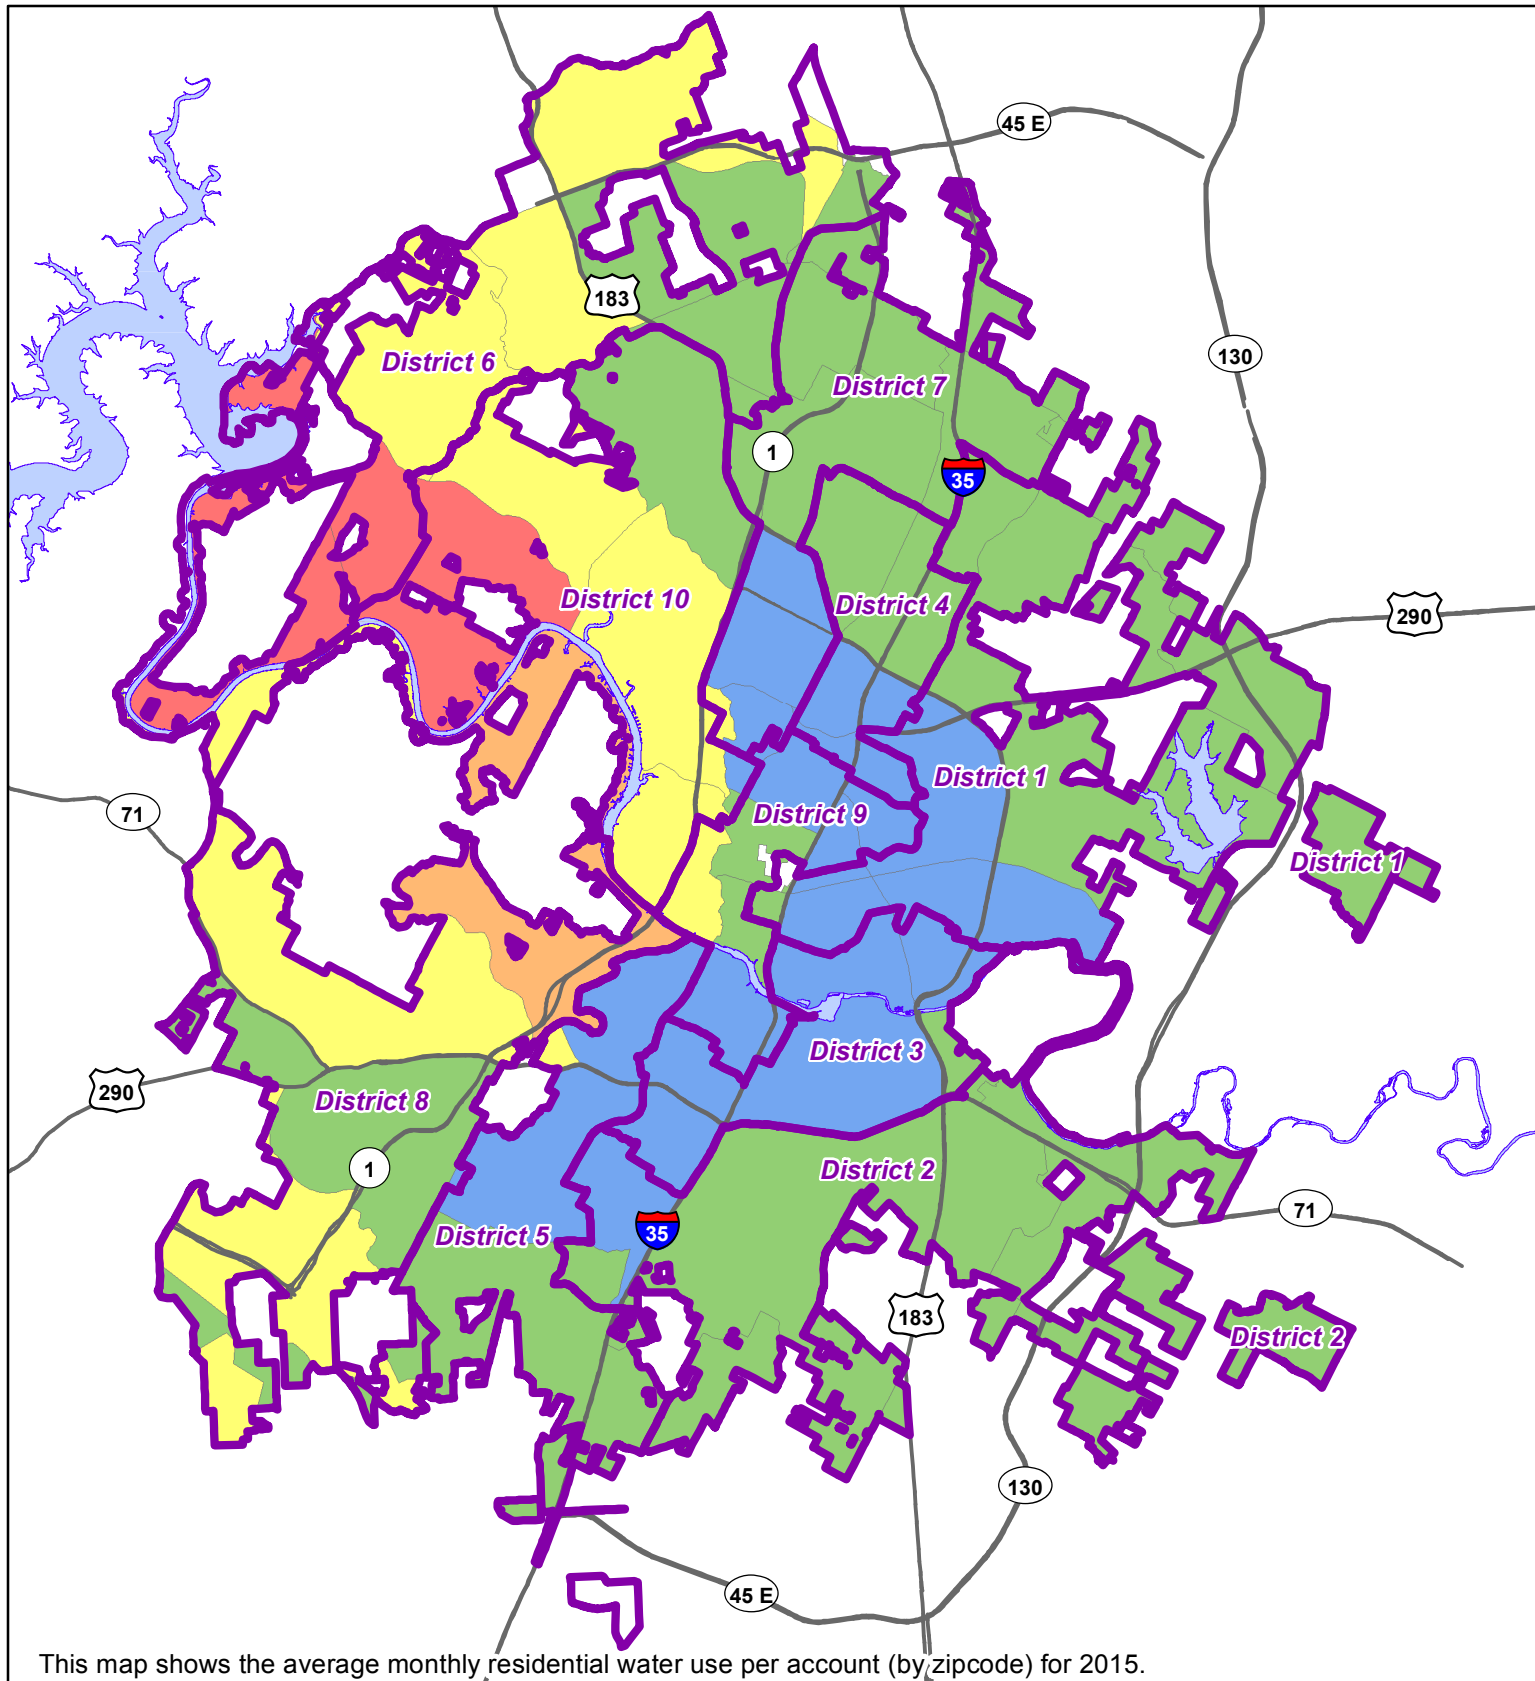 45 E
183
130
District 6
District 7
1
35
District 10
District 4
290
District 1
71
District 9
District 1
District 3
290
District 8
1
District 2
71
District 5
35
183
District 2
130
45 E
This map shows the average monthly residential water use per account (by zipcode) for 2015.